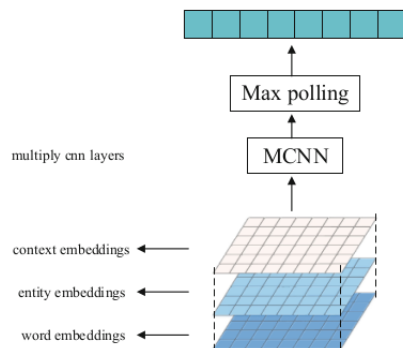 Max polling
MCNN
multiply cnn layers
context embeddings
entity embeddings
word embeddings